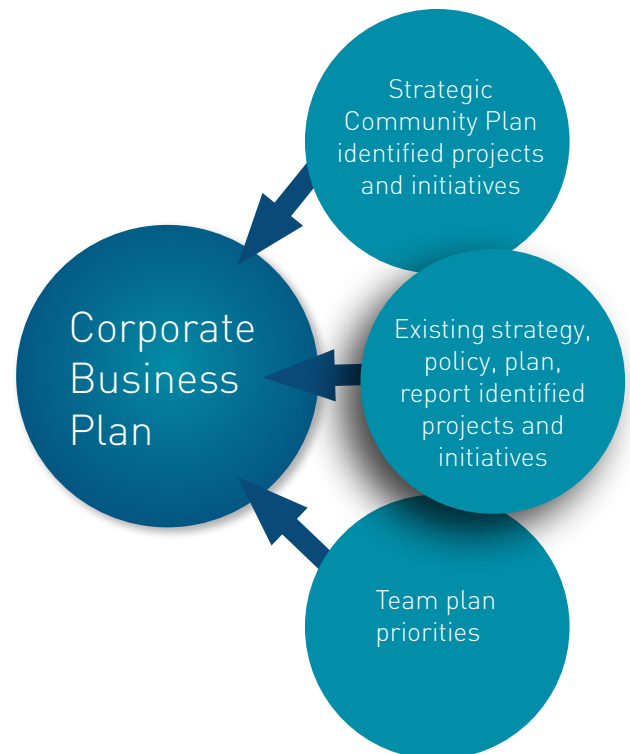 Strategic
Community Plan
identified projects
and initiatives
Corporate
Business
Plan
Existing strategy,
policy, plan,
report identified
projects and
initiatives
Team plan
priorities